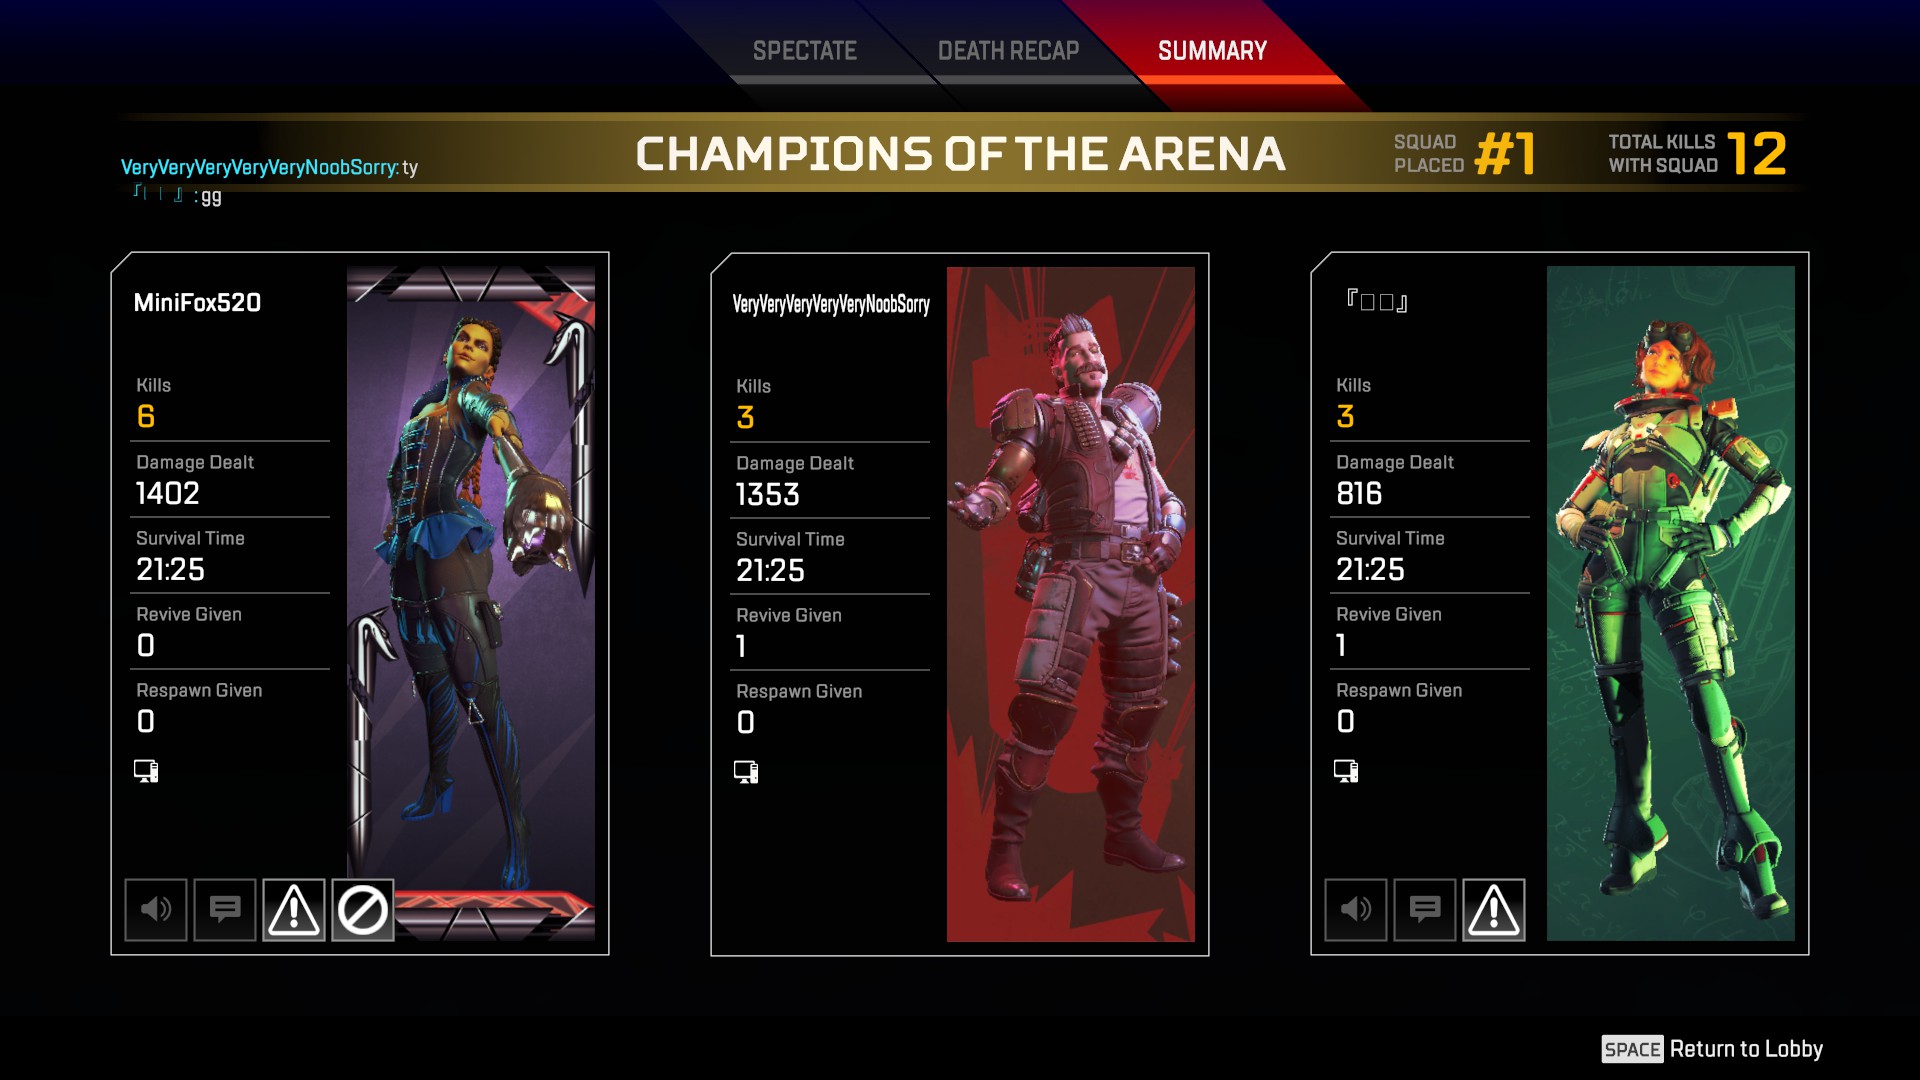 SPECTATE
DEATH RECAP
SUMMARY
CHAMPIONS OF THE ARENA
SQUAD PLACED #1
TOTAL KILLS WITH SQUAD 12
VeryVeryVeryVeryVeryNoobSorry: ty
: gg
MiniFox520
Kills
6
Damage Dealt
1402
Survival Time
21:25
Revive Given
0
Respawn Given
0
VeryVeryVeryVeryVeryNoobSorry
Kills
3
Damage Dealt
1353
Survival Time
21:25
Revive Given
1
Respawn Given
0
『□□』
Kills
3
Damage Dealt
816
Survival Time
21:25
Revive Given
1
Respawn Given
0
SPACE Return to Lobby